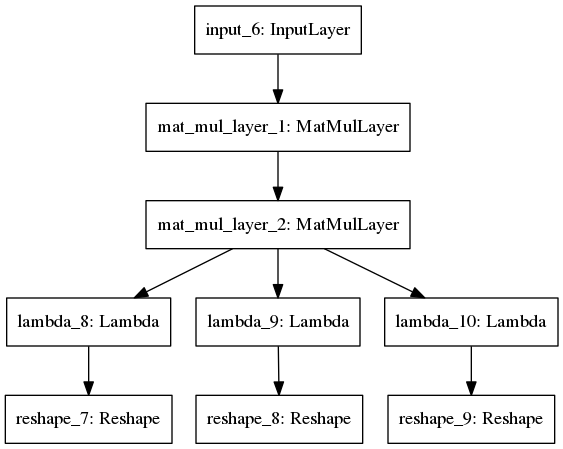 input_6: InputLayer
mat_mul_layer_1: MatMulLayer
mat_mul_layer_2: MatMulLayer
lambda_8: Lambda
lambda_9: Lambda
lambda_10: Lambda
reshape_7: Reshape
reshape_8: Reshape
reshape_9: Reshape